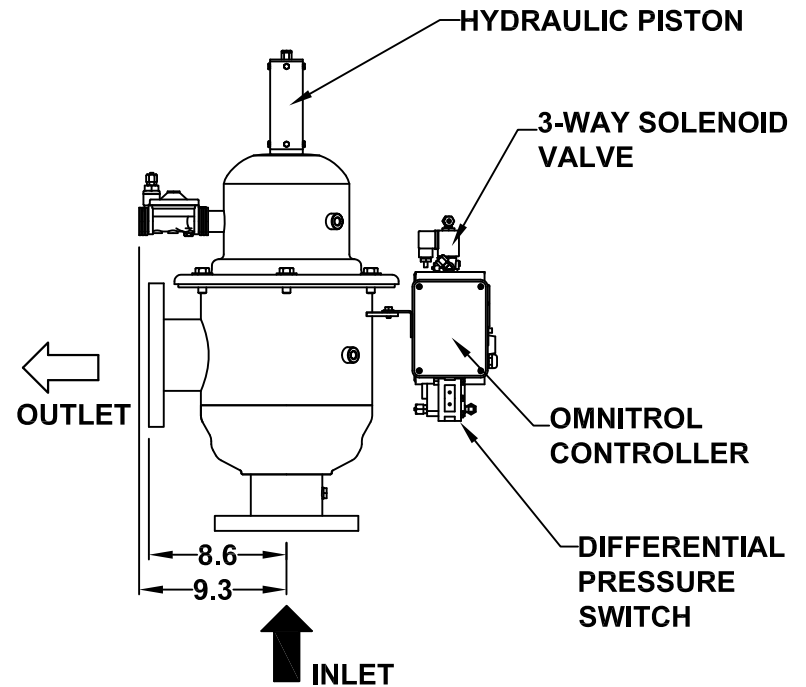 HYDRAULIC PISTON
3-WAY SOLENOID
VALVE
OUTLET
OMNITROL
CONTROLLER
8.6
9.3
DIFFERENTIAL
PRESSURE
SWITCH
INLET